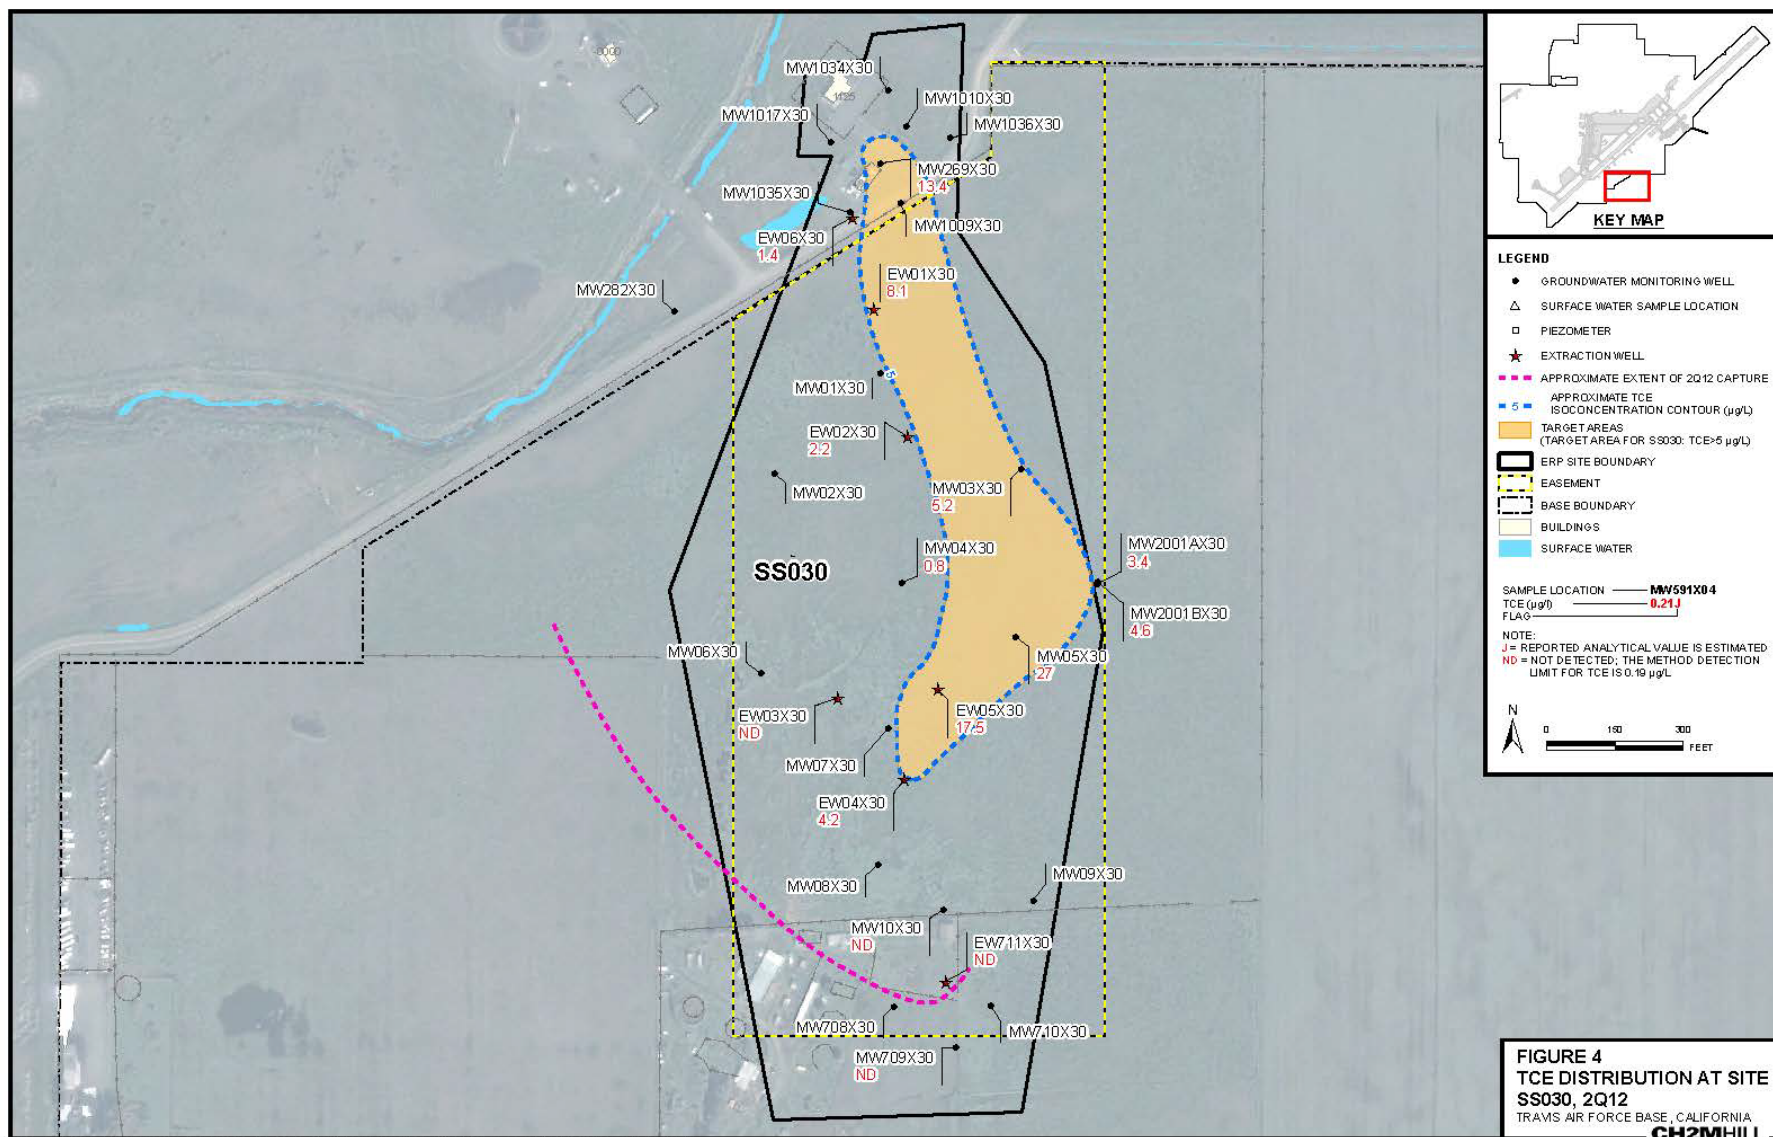 MW1034X30
1125
MW1010X30
MW1017X30
MW1036X30
MW269X30
13.4
MW1035X30
MW1009X30
EW06X30
1.4
EW01X30
8.1
MW282X30
5
MW01X30
EW02X30
2.2
MW02X30
MW03X30
5.2
MW04X30
0.8
MW2001AX30
3.4
SS030
MW2001BX30
4.6
MW06X30
MW05X30
27
EW03X30
ND
EW05X30
17.5
MW07X30
EW04X30
4.2
MW08X30
MW09X30
MW10X30
ND
EW711X30
ND
MW708X30
MW710X30
MW709X30
ND
KEY MAP
LEGEND
GROUNDWATER MONITORING WELL
SURFACE WATER SAMPLE LOCATION
PIEZOMETER
EXTRACTION WELL
APPROXIMATE EXTENT OF 2Q12 CAPTURE
5
APPROXIMATE TCE
ISOCONCENTRATION CONTOUR (µg/L)
TARGET AREAS
(TARGET AREA FOR SS030: TCE>5 µg/L)
ERP SITE BOUNDARY
EASEMENT
BASE BOUNDARY
BUILDINGS
SURFACE WATER
SAMPLE LOCATION MW591X04
TCE (µg/l) 0.21J
FLAG
NOTE:
J = REPORTED ANALYTICAL VALUE IS ESTIMATED
ND = NOT DETECTED; THE METHOD DETECTION
LIMIT FOR TCE IS 0.19 µg/L
N
0 150 300
FEET
FIGURE 4
TCE DISTRIBUTION AT SITE
SS030, 2Q12
TRAVIS AIR FORCE BASE, CALIFORNIA
CH2MHILL